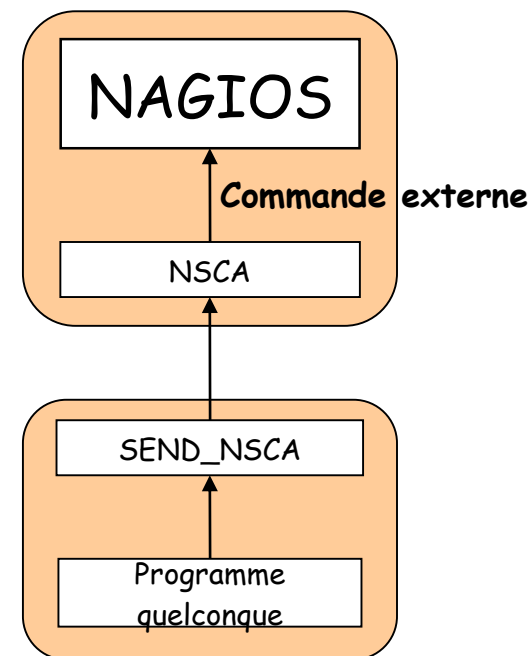 NAGIOS
Commande externe
NSCA
SEND_NSCA
Programme
quelconque